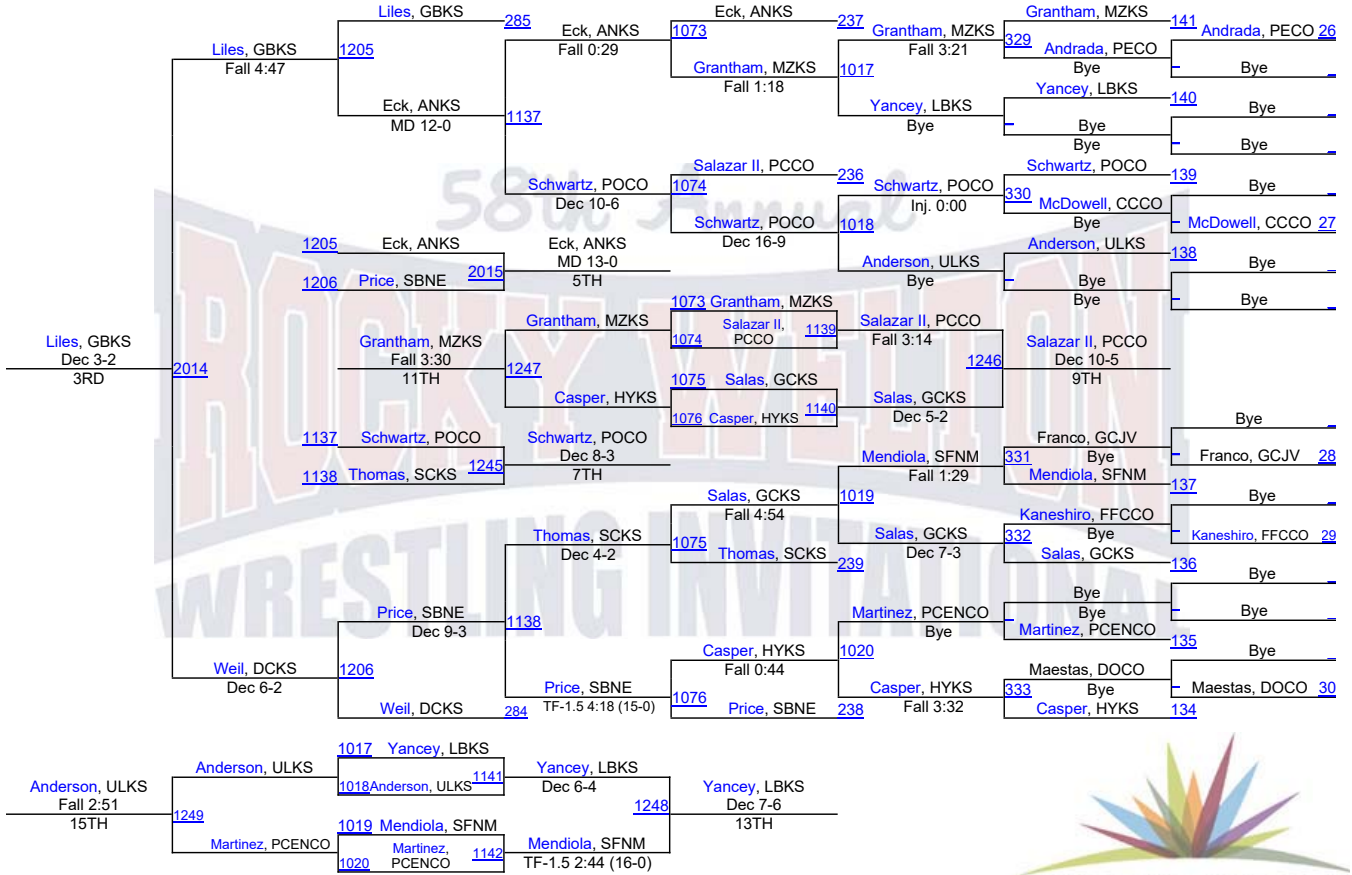 Liles, GBKS
285
Eck, ANKS
237
Grantham, MZKS
141
Eck, ANKS
Fall 0:29
1073
Grantham, MZKS
Fall 3:21
329
Andrada, PECO 26
Liles, GBKS
Fall 4:47
1205
Andrada, PECO
Bye
Grantham, MZKS
Fall 1:18
1017
Bye
Yancey, LBKS
140
Eck, ANKS
MD 12-0
1137
Yancey, LBKS
Bye
Bye
Bye
Bye
Bye
58th Annual
Salazar II, PCCO
236
Schwartz, POCO
139
Schwartz, POCO
Dec 10-6
1074
Schwartz, POCO
Inj. 0:00
330
Bye
McDowell, CCCO
Bye
McDowell, CCCO 27
Schwartz, POCO
Dec 16-9
1018
1205
Eck, ANKS
Eck, ANKS
MD 13-0
5TH
2015
1206
Price, SBNE
Anderson, ULKS
138
Anderson, ULKS
Bye
Bye
Bye
Bye
Bye
1073 Grantham, MZKS
Grantham, MZKS
Salazar II,
PCCO
1139
1074
Salazar II, PCCO
Fall 3:14
Liles, GBKS
Dec 3-2
3RD
2014
Grantham, MZKS
Fall 3:30
11TH
1247
1246
Salazar II, PCCO
Dec 10-5
9TH
1075 Salas, GCKS
Casper, HYKS
1076 Casper, HYKS
1140
Salas, GCKS
Dec 5-2
ROCKY WELTON
Bye
1137
Schwartz, POCO
Schwartz, POCO
Dec 8-3
7TH
1245
1138
Thomas, SCKS
Franco, GCJV
Bye
Franco, GCJV 28
Mendiola, SFNM
Fall 1:29
331
Mendiola, SFNM
137
Salas, GCKS
Fall 4:54
1019
Bye
Kaneshiro, FFCCO
Bye
Kaneshiro, FFCCO 29
Thomas, SCKS
Dec 4-2
1075
Salas, GCKS
Dec 7-3
332
Thomas, SCKS
239
Salas, GCKS
136
WRESTLING INVITATIONAL
Bye
Bye
Bye
Bye
Price, SBNE
Dec 9-3
1138
Martinez, PCENCO
Bye
Martinez, PCENCO
135
Casper, HYKS
Fall 0:44
1020
Bye
Weil, DCKS
Dec 6-2
1206
Maestas, DOCO
Bye
Maestas, DOCO 30
Price, SBNE
TF-1.5 4:18 (15-0)
1076
Casper, HYKS
Fall 3:32
333
Weil, DCKS
284
Price, SBNE
238
Casper, HYKS
134
1017 Yancey, LBKS
Anderson, ULKS
1018 Anderson, ULKS
1141
Yancey, LBKS
Dec 6-4
Anderson, ULKS
Fall 2:51
15TH
1249
1248
Yancey, LBKS
Dec 7-6
13TH
1019 Mendiola, SFNM
Martinez, PCENCO
Martinez,
PCENCO
1142
1020
Mendiola, SFNM
TF-1.5 2:44 (16-0)